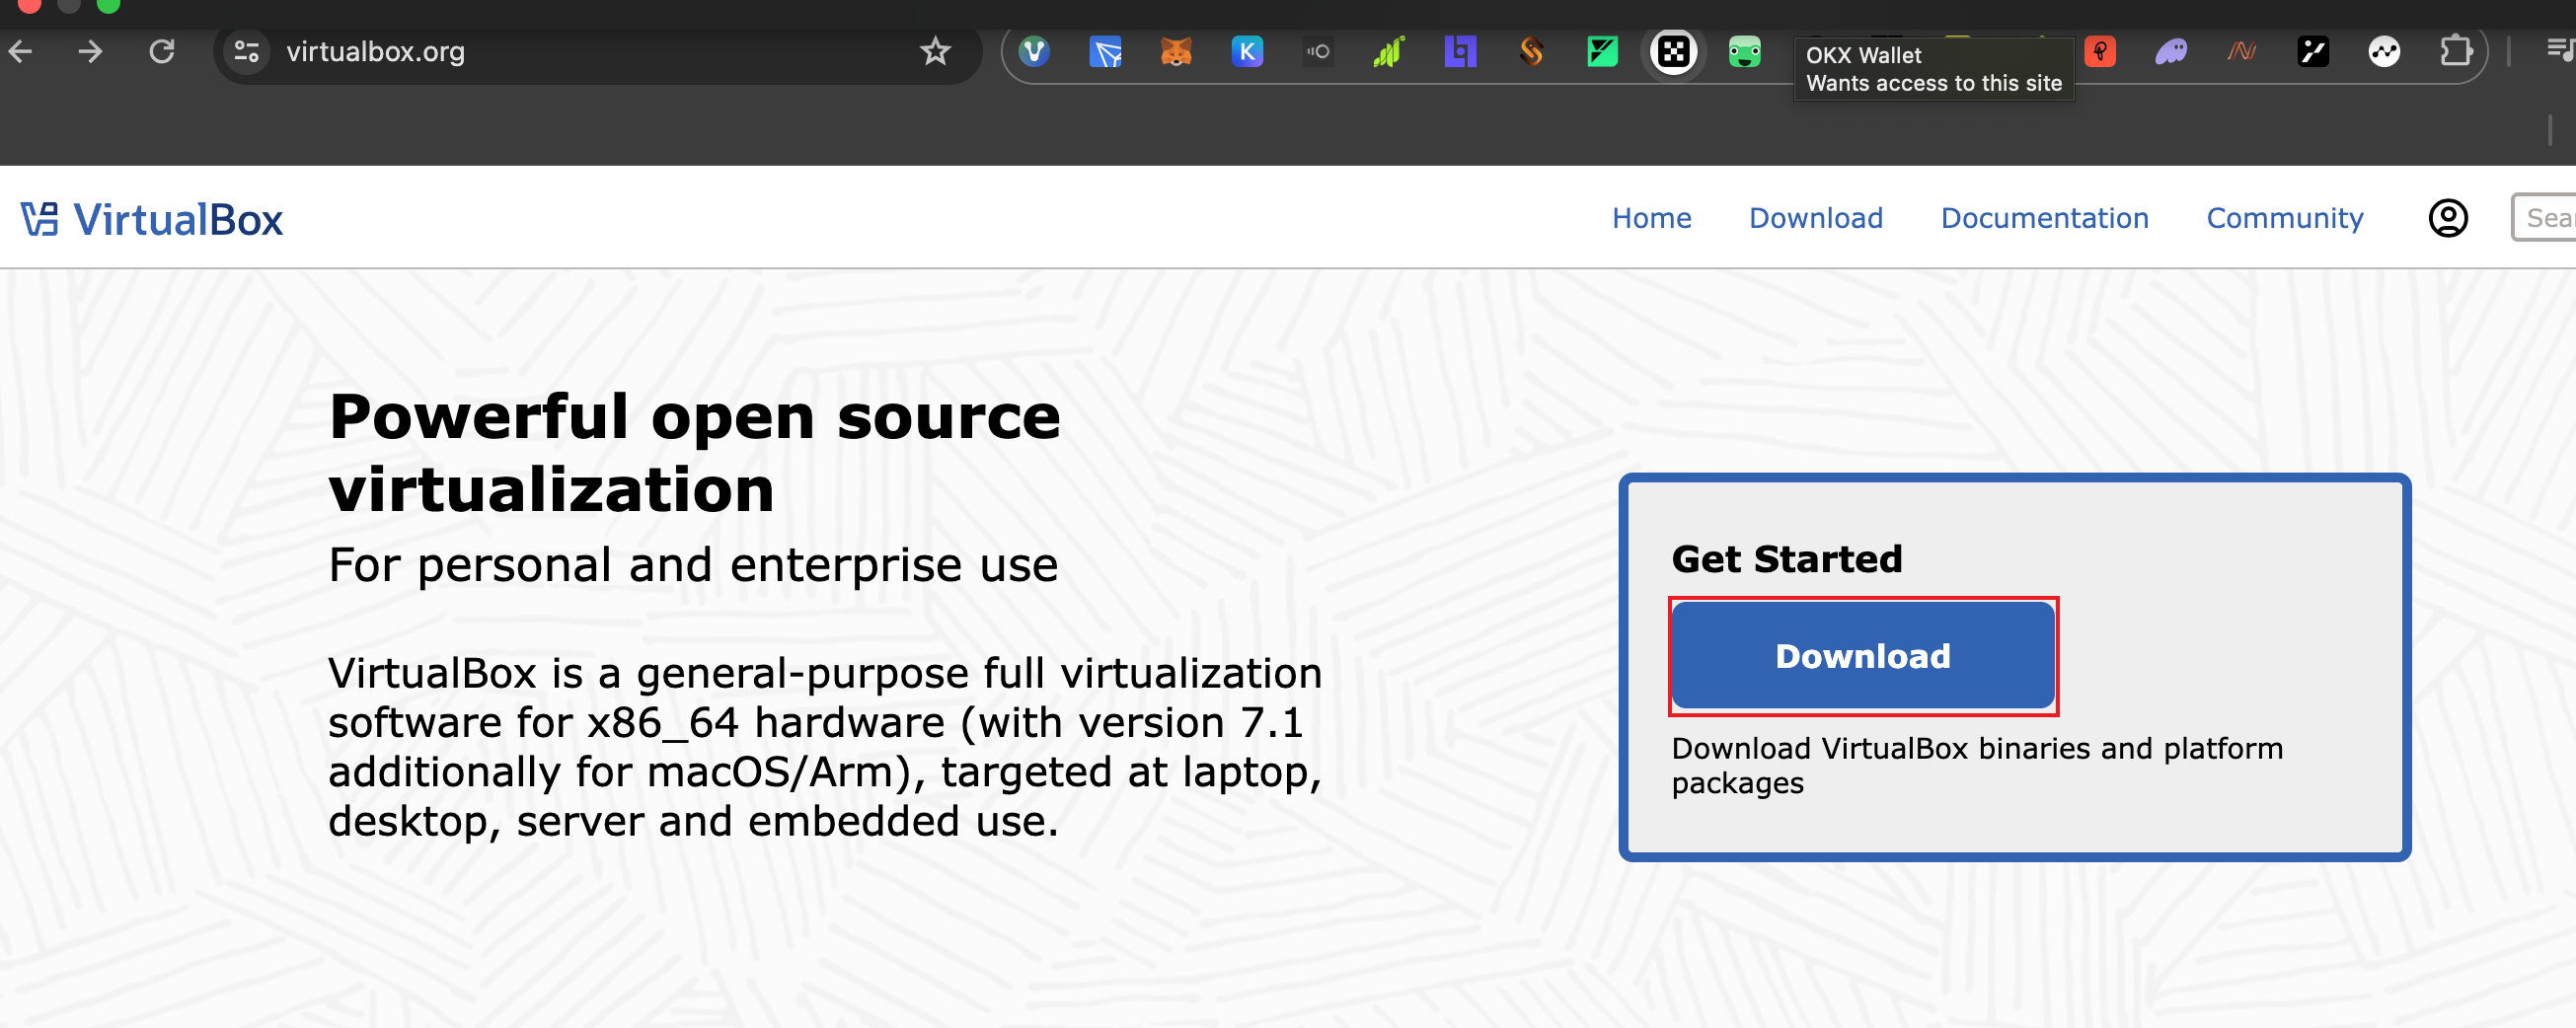 virtualbox.org
OKX Wallet
Wants access to this site
VirtualBox
Home Download Documentation Community
Powerful open source
virtualization
For personal and enterprise use
VirtualBox is a general-purpose full virtualization
software for x86_64 hardware (with version 7.1
additionally for macOS/Arm), targeted at laptop,
desktop, server and embedded use.
Get Started
Download
Download VirtualBox binaries and platform
packages